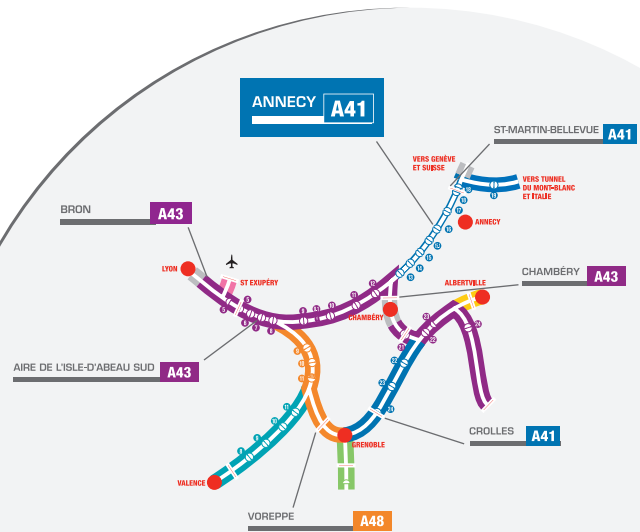 ANNECY A41
ST-MARTIN-BELLEVUE A41
VERS GENÈVE
ET SUISSE
VERS TUNNEL
DU MONT-BLANC
ET ITALIE
BRON A43
ANNECY
LYON
ST EXUPÉRY
ALBERTVILLE
CHAMBÉRY A43
CHAMBÉRY
AIRE DE L'ISLE-D'ABEAU SUD A43
CROLLES A41
GRENOBLE
VALENCE
VOREPPE A48